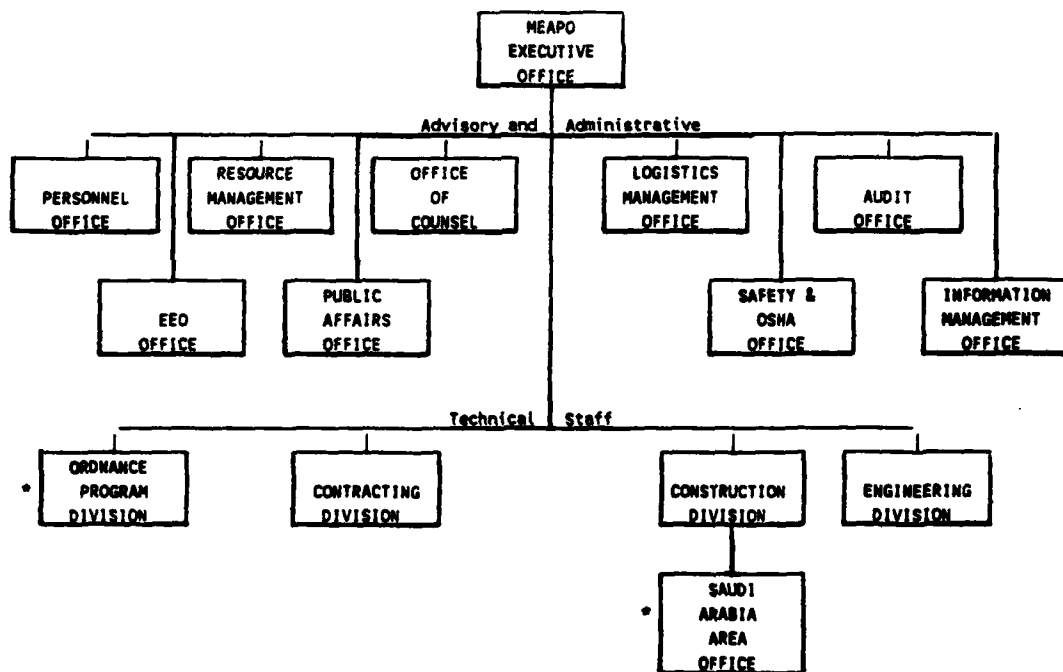 MEAPO
EXECUTIVE
OFFICE
Advisory and Administrative
PERSONNEL
OFFICE
RESOURCE
MANAGEMENT
OFFICE
OFFICE
OF
COUNSEL
LOGISTICS
MANAGEMENT
OFFICE
AUDIT
OFFICE
EEO
OFFICE
PUBLIC
AFFAIRS
OFFICE
SAFETY &
OSHA
OFFICE
INFORMATION
MANAGEMENT
OFFICE
Technical Staff
* ORDNANCE
PROGRAM
DIVISION
CONTRACTING
DIVISION
CONSTRUCTION
DIVISION
ENGINEERING
DIVISION
* SAUDI
ARABIA
AREA
OFFICE